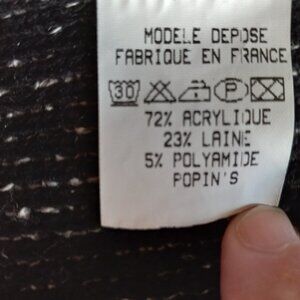 MODELE DEPOSE
FABRIQUE EN FRANCE
30 P
72% ACRYLIQUE
23% LAINE
5% POLYAMIDE
POPIN'S